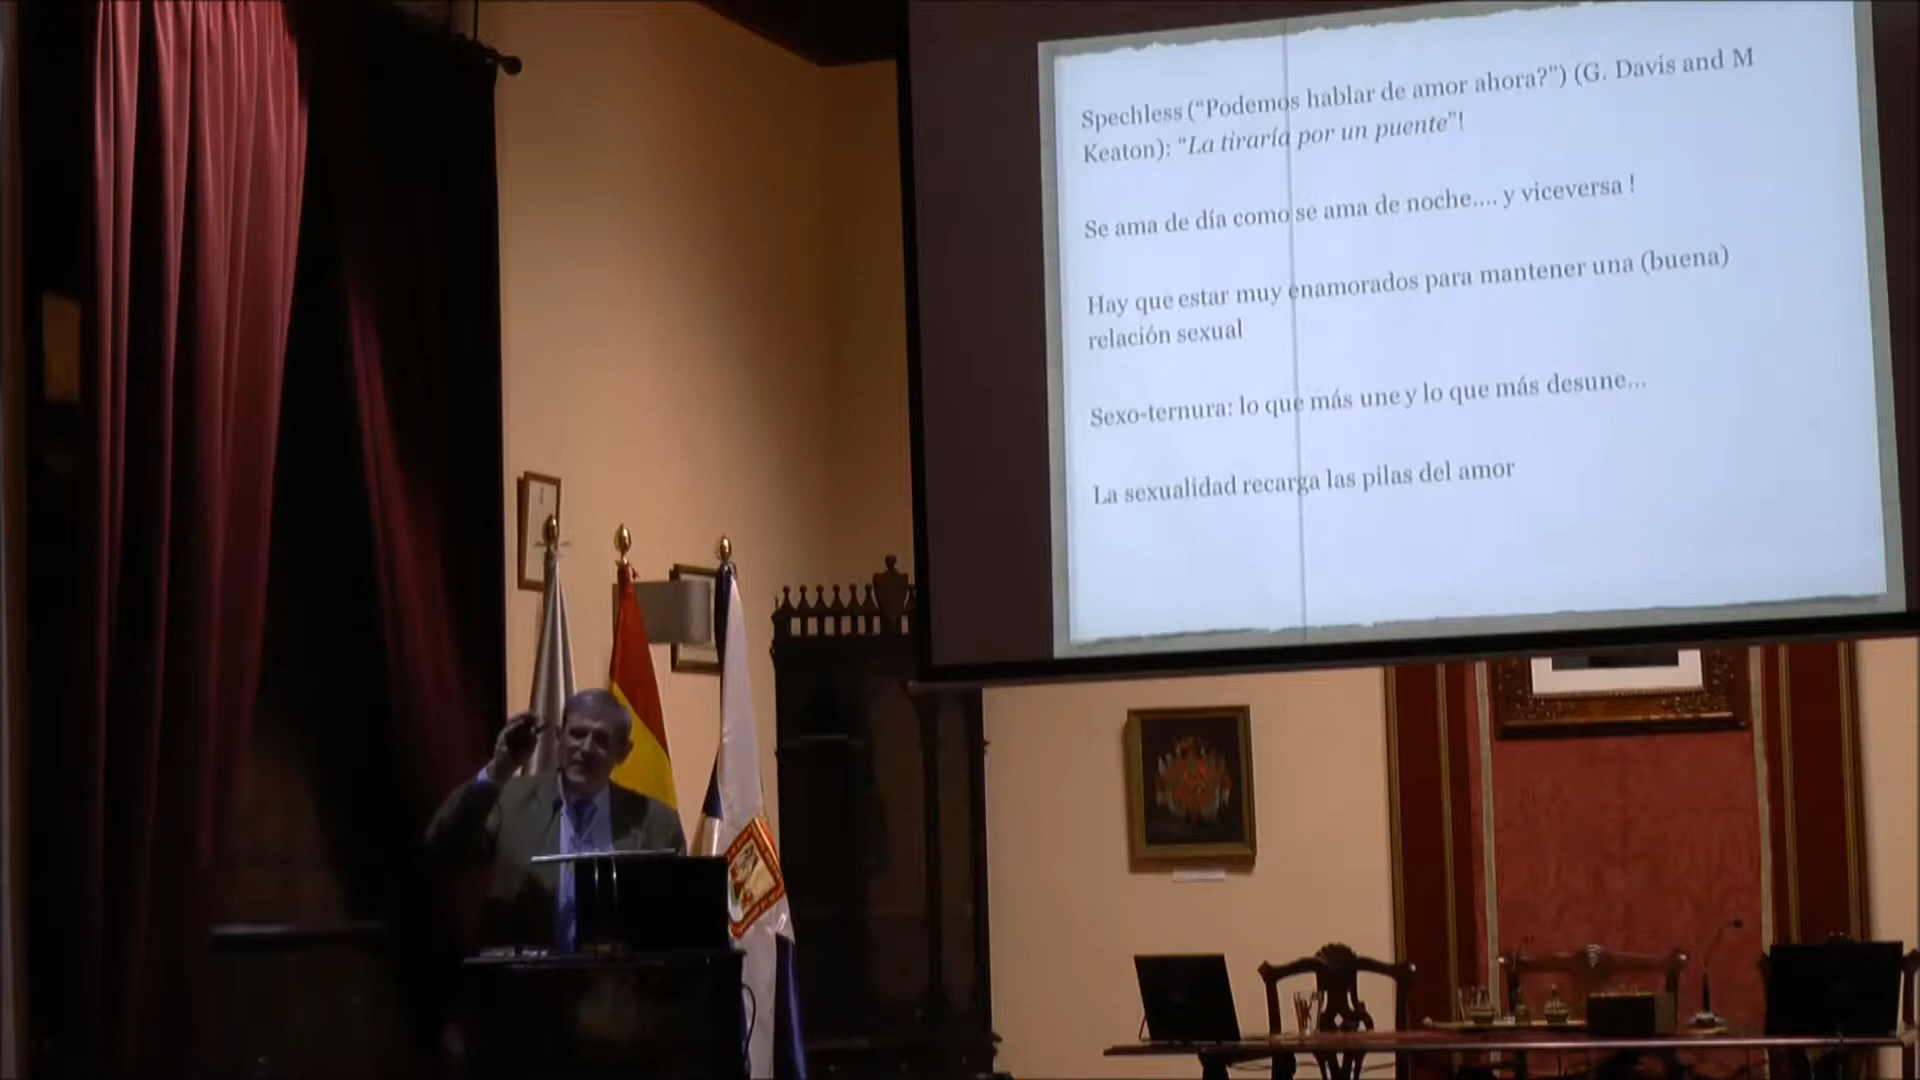 Spechless (“Podemos hablar de amor ahora?”) (G. Davis and M
Keaton): “La tiraría por un puente”!
Se ama de día como se ama de noche.... y viceversa !
Hay que estar muy enamorados para mantener una (buena)
relación sexual
Sexo-ternura: lo que más une y lo que más desune...
La sexualidad recarga las pilas del amor